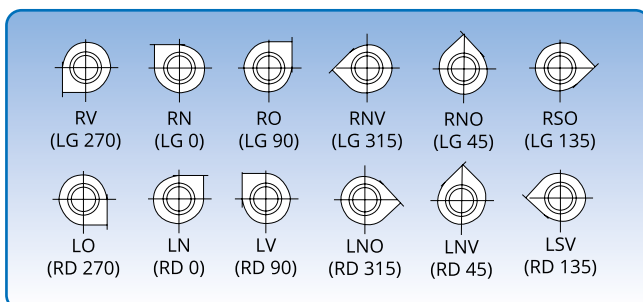 RV RN RO RNV RNO RSO
(LG 270) (LG 0) (LG 90) (LG 315) (LG 45) (LG 135)
LO LN LV LNO LNV LSV
(RD 270) (RD 0) (RD 90) (RD 315) (RD 45) (RD 135)